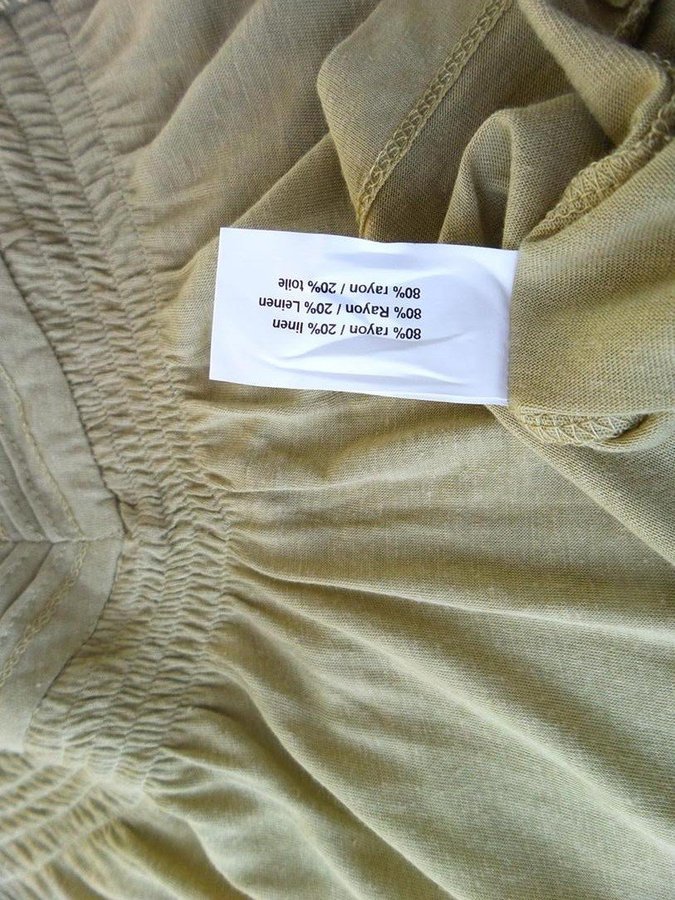 80% rayon / 20% linen
80% Rayon / 20% Leinen
80% rayon / 20% toile